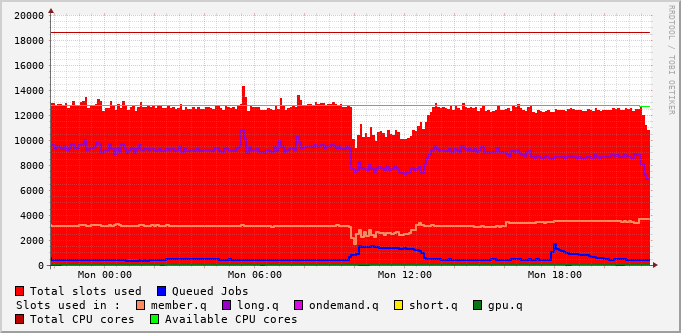 20000
18000
16000
14000
12000
10000
8000
6000
4000
2000
0
Mon 00:00 Mon 06:00 Mon 12:00 Mon 18:00
RRDTOOL / TOBI OETIKER
Total slots used Queued Jobs
Slots used in : member.q long.q ondemand.q short.q gpu.q
Total CPU cores Available CPU cores